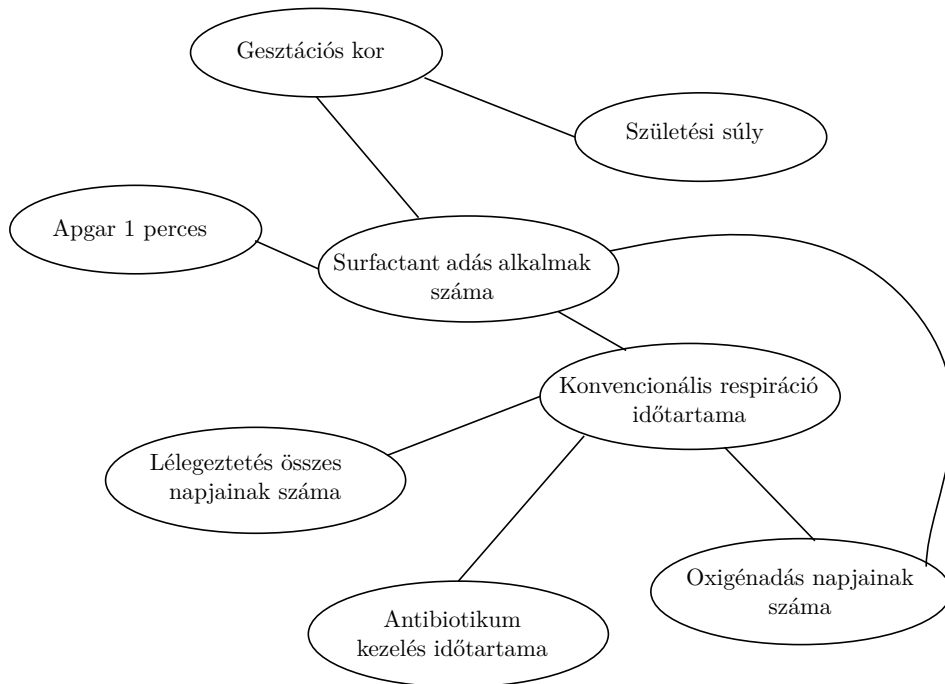 Gesztációs kor
Születési súly
Apgar 1 perces
Surfactant adás alkalmak
száma
Konvencionális respiráció
időtartama
Lélegeztetés összes
napjainak száma
Oxigénadás napjainak
száma
Antibiotikum
kezelés időtartama